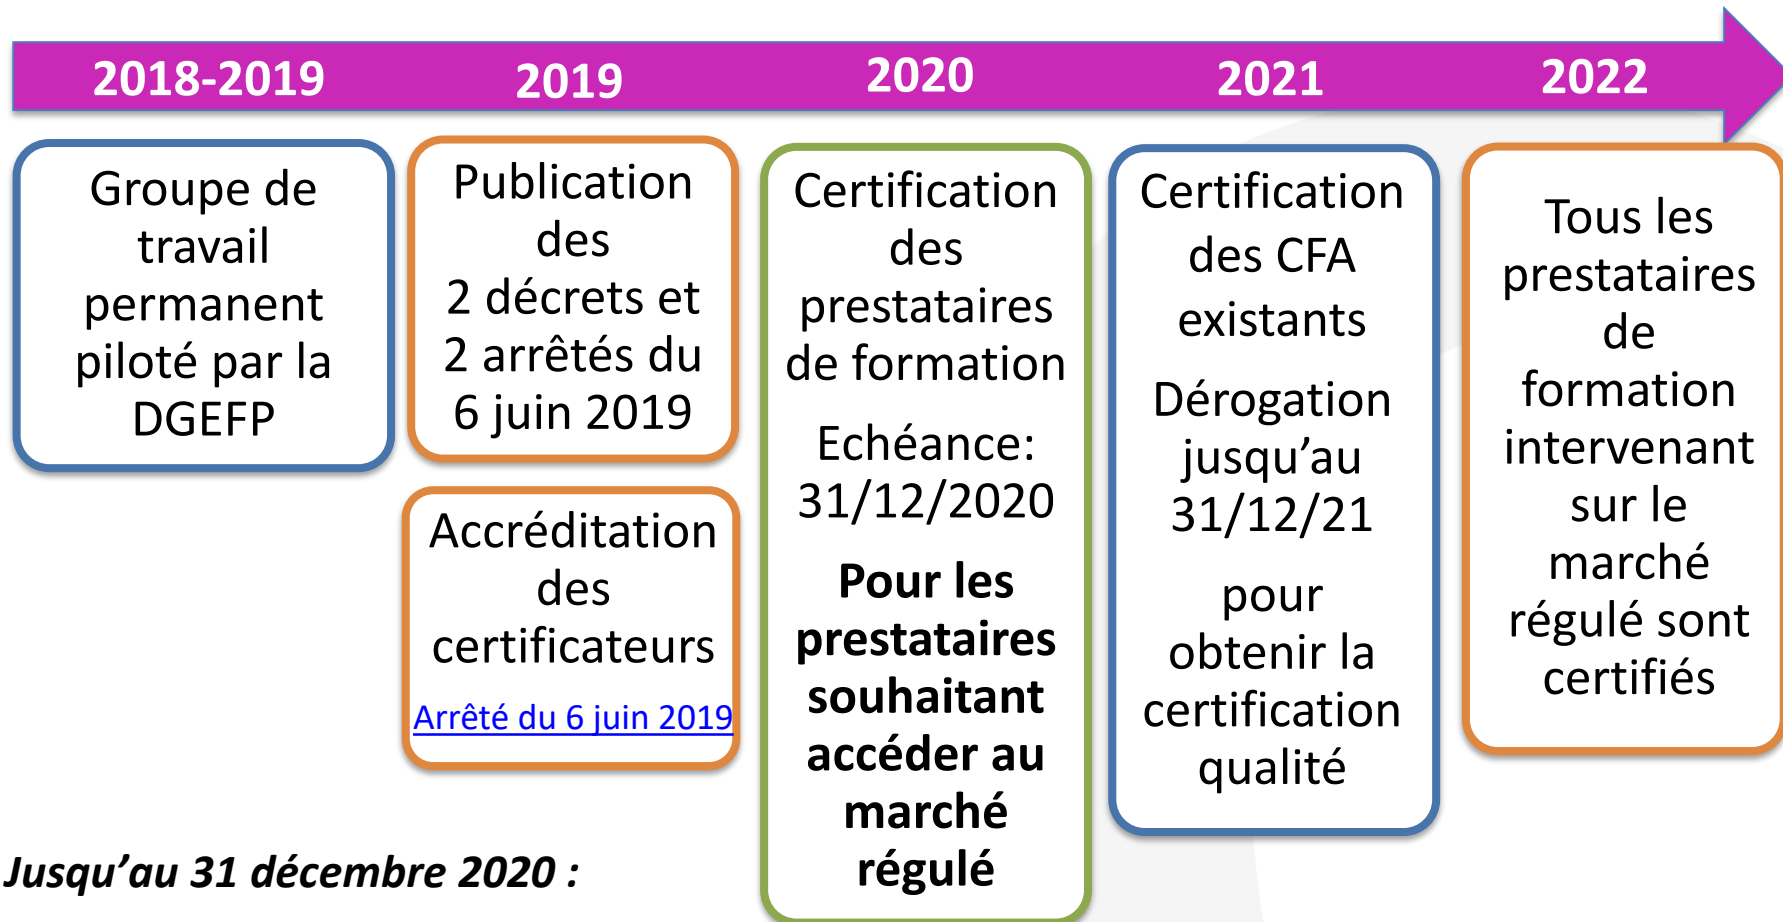 2018-2019
2019
2020
2021
2022
Groupe de
travail
permanent
piloté par la
DGEFP
Publication
des
2 décrets et
2 arrêtés du
6 juin 2019
Accréditation
des
certificateurs
Arrêté du 6 juin 2019
Certification
des
prestataires
de formation
Echéance:
31/12/2020
Pour les
prestataires
souhaitant
accéder au
marché
régulé
Certification
des CFA
existants
Dérogation
jusqu’au
31/12/21
pour
obtenir la
certification
qualité
Tous les
prestataires
de
formation
intervenant
sur le
marché
régulé sont
certifiés
Jusqu’au 31 décembre 2020 :